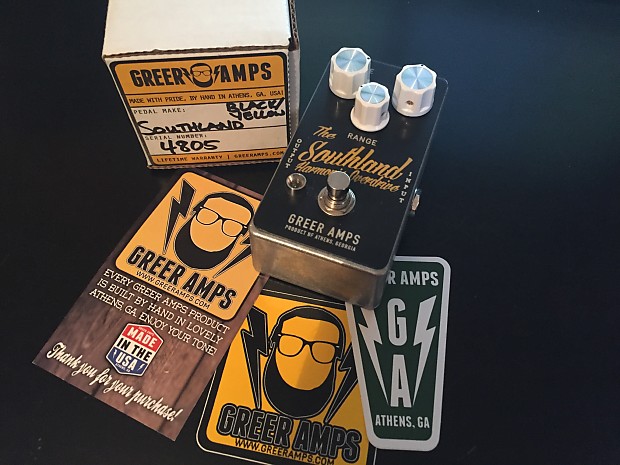 GREER AMPS
MADE WITH PRIDE, BY HAND IN ATHENS, GA, USA!
PEDAL MAKE:
BLACK/
YELLOW
SOUTHLAND
SERIAL NUMBER:
4805
LIFETIME WARRANTY | GREERAMPS.COM
RANGE
OUTPUT
INPUT
Southland
Harmonic Overdrive
GREER AMPS
PRODUCT OF ATHENS, GEORGIA
GREER AMPS
WWW.GREERAMPS.COM
EVERY GREER AMPS PRODUCT
IS BUILT BY HAND IN LOVELY
ATHENS, GA. ENJOY YOUR TONE!
MADE
IN THE
USA
Thank you for your purchase!
GREER AMPS
WWW.GREERAMPS.COM
AMPS
GA
ATHENS, GA